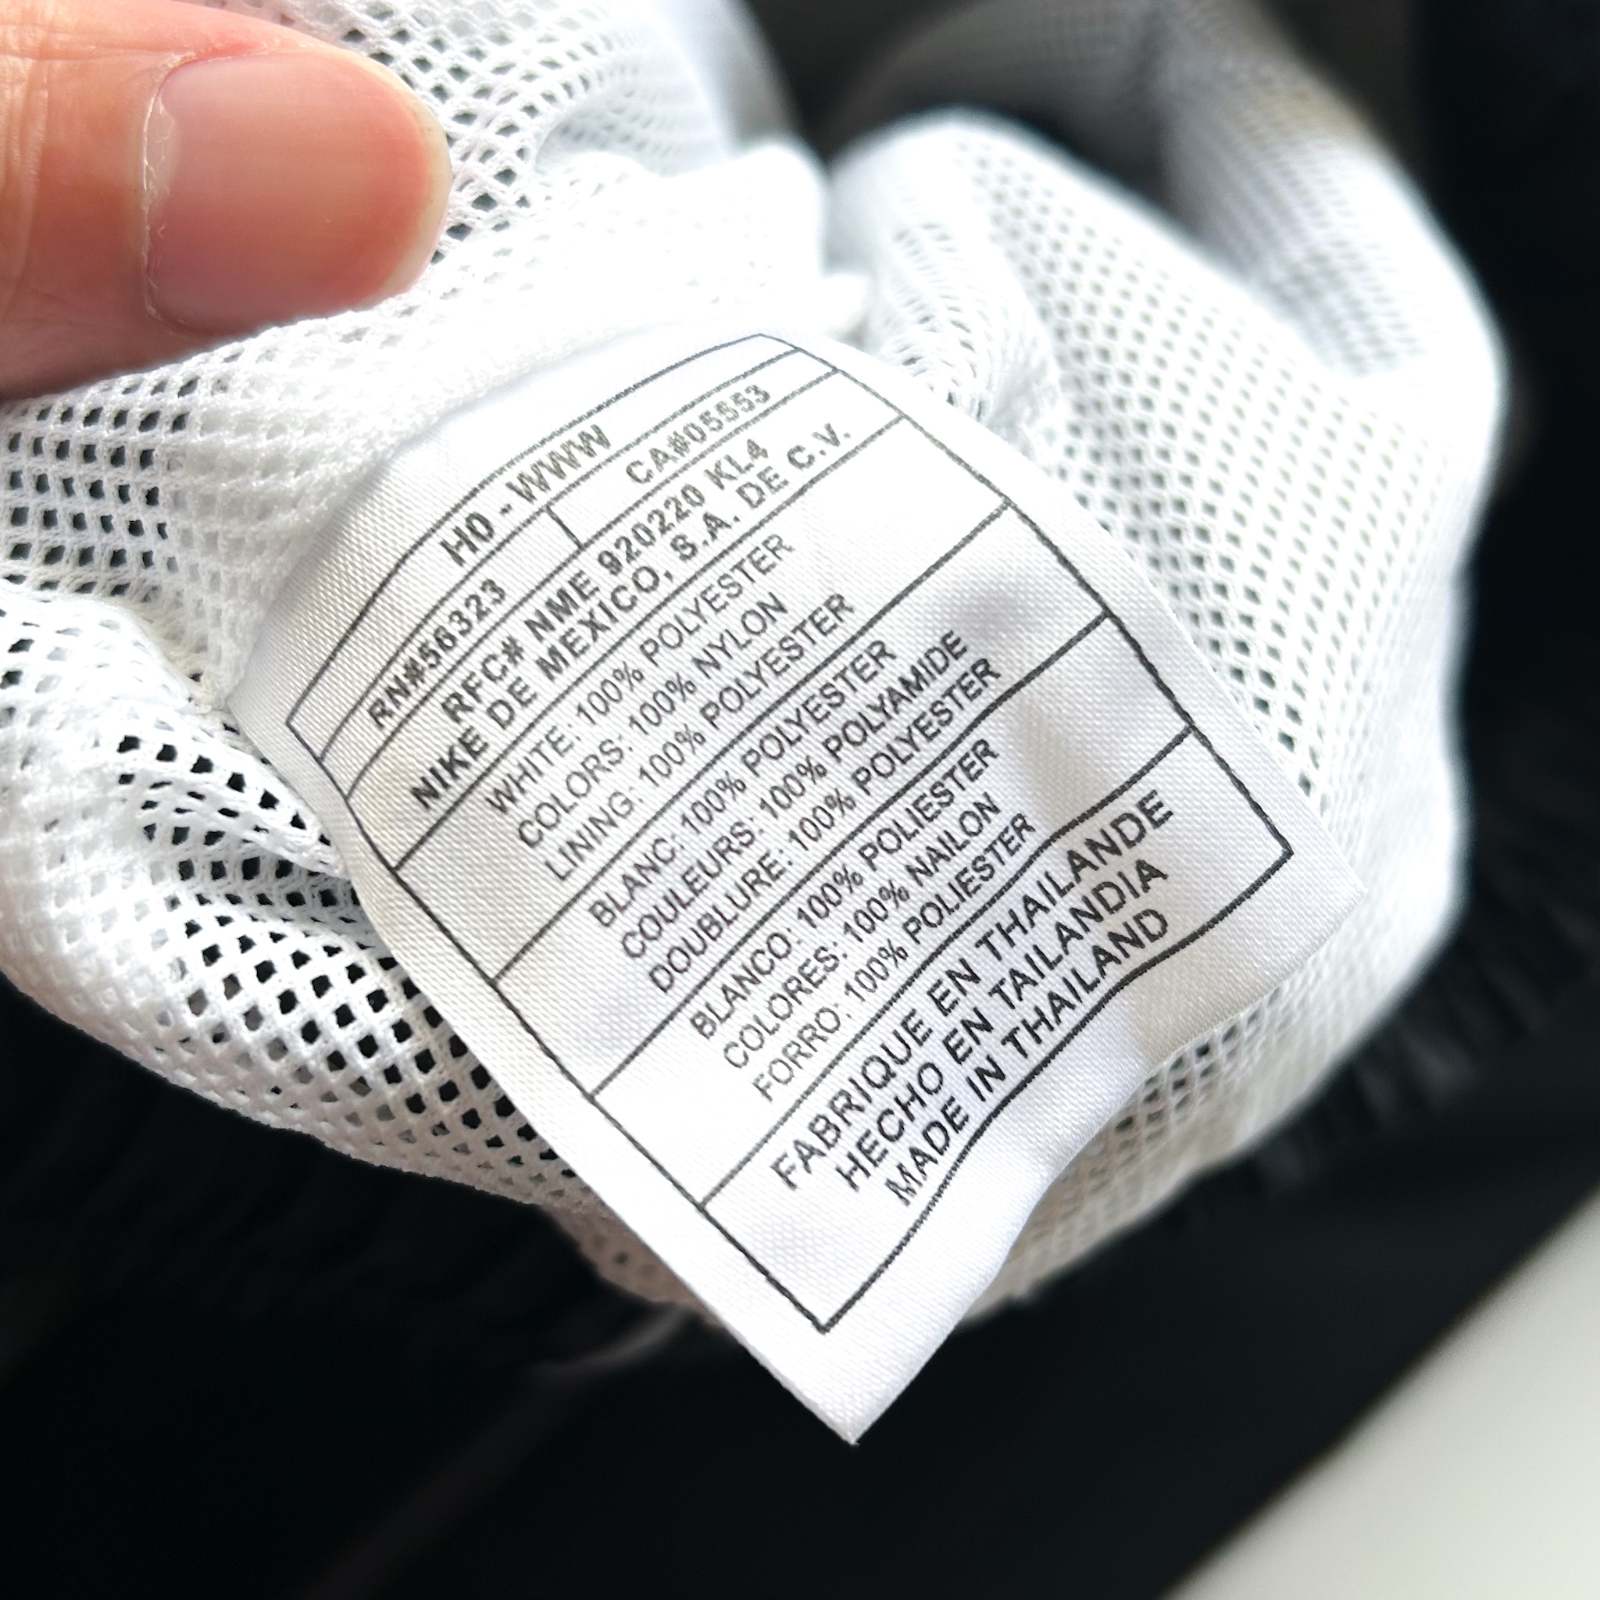 H0 - WWW
RN#56323 CA#05553
RFC# NME 920220 KL4
NIKE DE MEXICO, S.A. DE C.V.
WHITE: 100% POLYESTER
COLORS: 100% NYLON
LINING: 100% POLYESTER
BLANC: 100% POLYESTER
COULEURS: 100% POLYAMIDE
DOUBLURE: 100% POLYESTER
BLANCO: 100% POLIESTER
COLORES: 100% NAILON
FORRO: 100% POLIESTER
FABRIQUE EN THAILANDE
HECHO EN TAILANDIA
MADE IN THAILAND